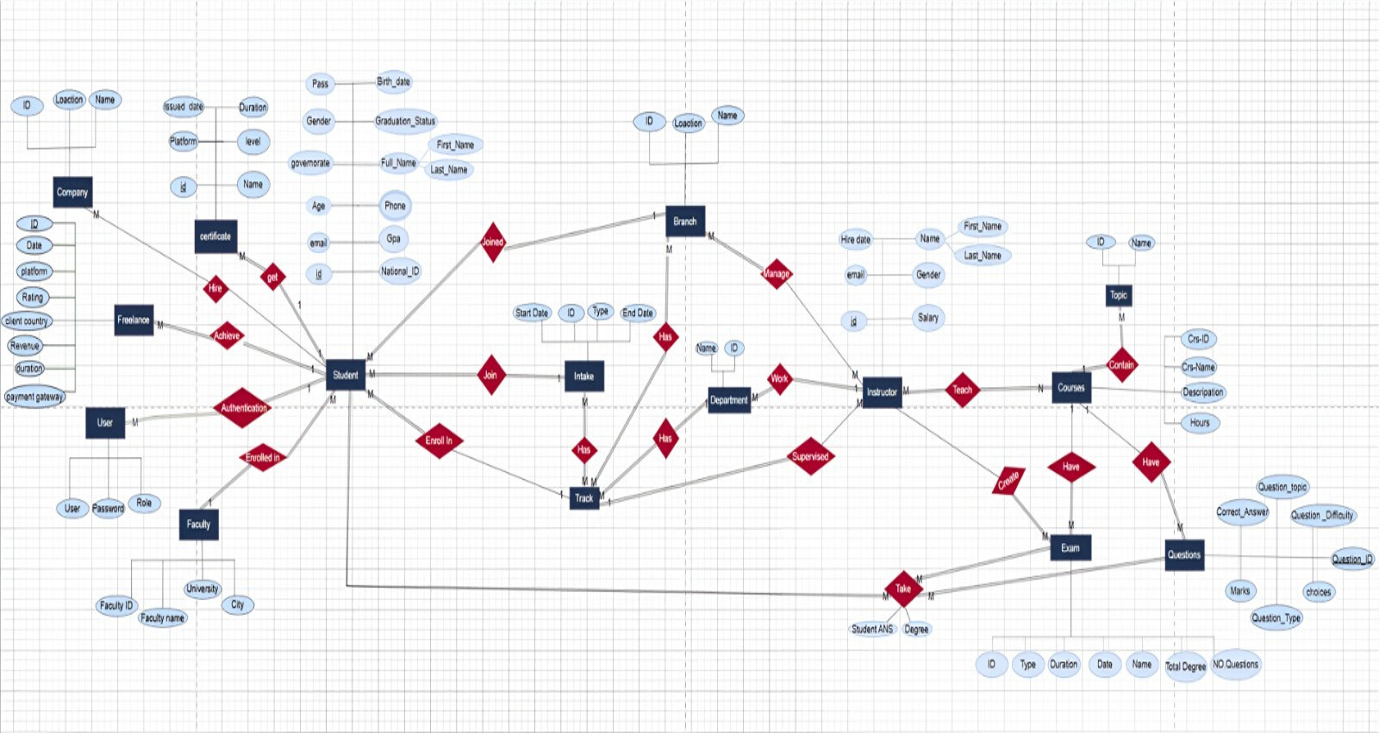 ID
Loaction
Name
Company
M
Hire
issued date
Duration
Platform
level
id
Name
certificate
M
get
1
Pass
Birth_date
Gender
Graduation_Status
governorate
Full_Name
First_Name
Last_Name
Age
Phone
email
Gpa
id
National_ID
1
Student
ID
Date
platform
Rating
client country
Revenue
duration
payment gateway
Freelance
M
Achieve
1
User
M
Authentication
1
User
Password
Role
Enrolled in
M
1
Faculty
Faculty ID
Faculty name
University
City
ID
Loaction
Name
Branch
1
Joined
M
M
Has
M
M
Manage
M
Start Date
ID
Type
End Date
Intake
1
Join
M
M
Has
M
M
Enroll In
1
Track
Name
ID
Department
M
Work
1
1
Has
M
Hire date
Name
First_Name
Last_Name
email
Gender
id
Salary
Instructor
M
Supervised
1
M
Teach
N
Courses
ID
Name
Topic
M
Contain
1
Crs-ID
Crs-Name
Descripation
Hours
Create
M
1
Have
M
1
Have
M
Exam
Questions
Question_topic
Correct_Answer
Question _Difficulty
Question_ID
Marks
choices
Question_Type
Take
M
M
M
Student ANS
Degree
ID
Type
Duration
Date
Name
Total Degree
NO.Questions